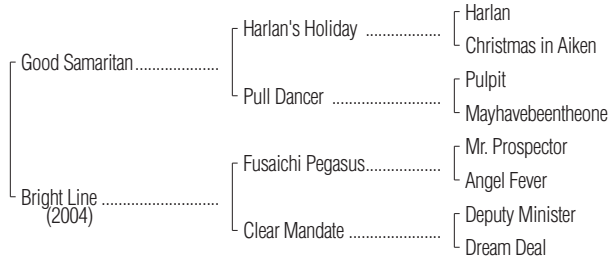 Harlan
Harlan's Holiday ..................
Christmas in Aiken
Good Samaritan.....................
Pulpit
Pull Dancer ..........................
Mayhavebeentheone
Mr. Prospector
Fusaichi Pegasus..................
Angel Fever
Bright Line .............................
(2004)
Deputy Minister
Clear Mandate ......................
Dream Deal